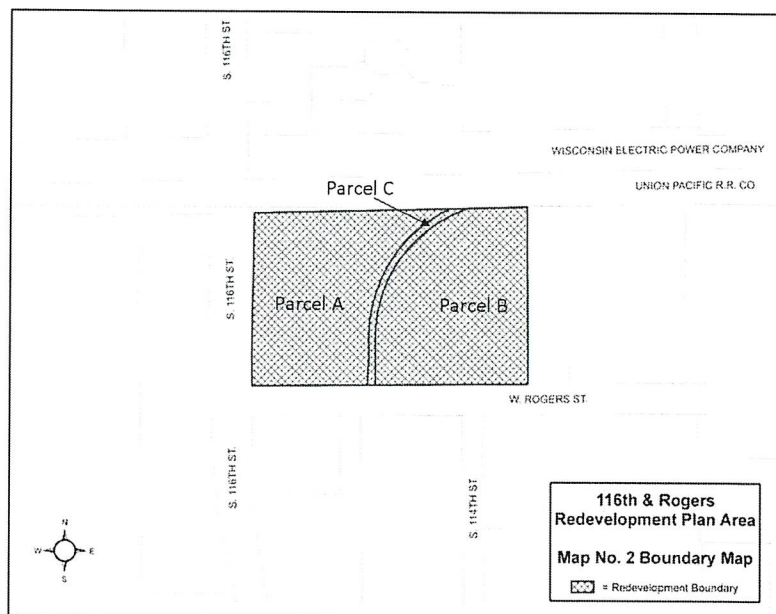 S. 116TH ST
WISCONSIN ELECTRIC POWER COMPANY
UNION PACIFIC R.R. CO
Parcel C
S. 116TH ST.
Parcel A
Parcel B
W. ROGERS ST.
S. 116TH ST.
S. 114TH ST
116th & Rogers
Redevelopment Plan Area
Map No. 2 Boundary Map
= Redevelopment Boundary
N
W
E
S